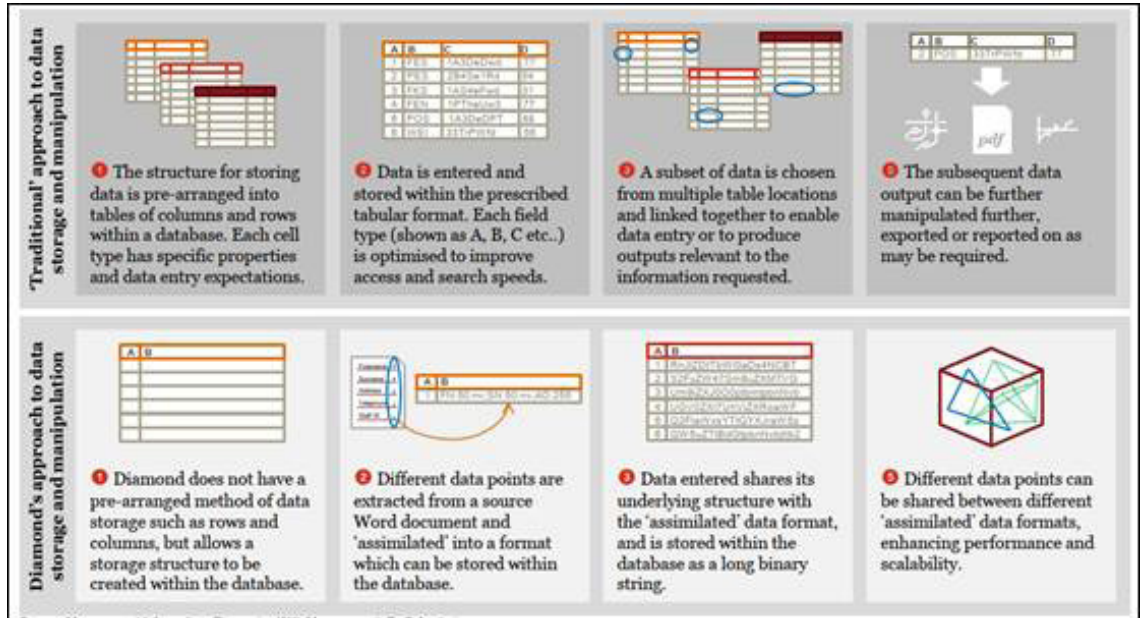 'Traditional' approach to data
storage and manipulation
A B C D
1 The structure for storing
data is pre-arranged into
tables of columns and rows
within a database. Each cell
type has specific properties
and data entry expectations.
2 Data is entered and
stored within the prescribed
tabular format. Each field
type (shown as A, B, C etc..)
is optimised to improve
access and search speeds.
3 A subset of data is chosen
from multiple table locations
and linked together to enable
data entry or to produce
outputs relevant to the
information requested.
A B C D
pdf
The subsequent data
output can be further
manipulated further,
exported or reported on as
may be required.
Diamond's approach to data
storage and manipulation
A B
1 Diamond does not have a
pre-arranged method of data
storage such as rows and
columns, but allows a
storage structure to be
created within the database.
A B
2 Different data points are
extracted from a source
Word document and
'assimilated' into a format
which can be stored within
the database.
A B
3 Data entered shares its
underlying structure with
the 'assimilated' data format,
and is stored within the
database as a long binary
string.
5 Different data points can
be shared between different
'assimilated' data formats,
enhancing performance and
scalability.